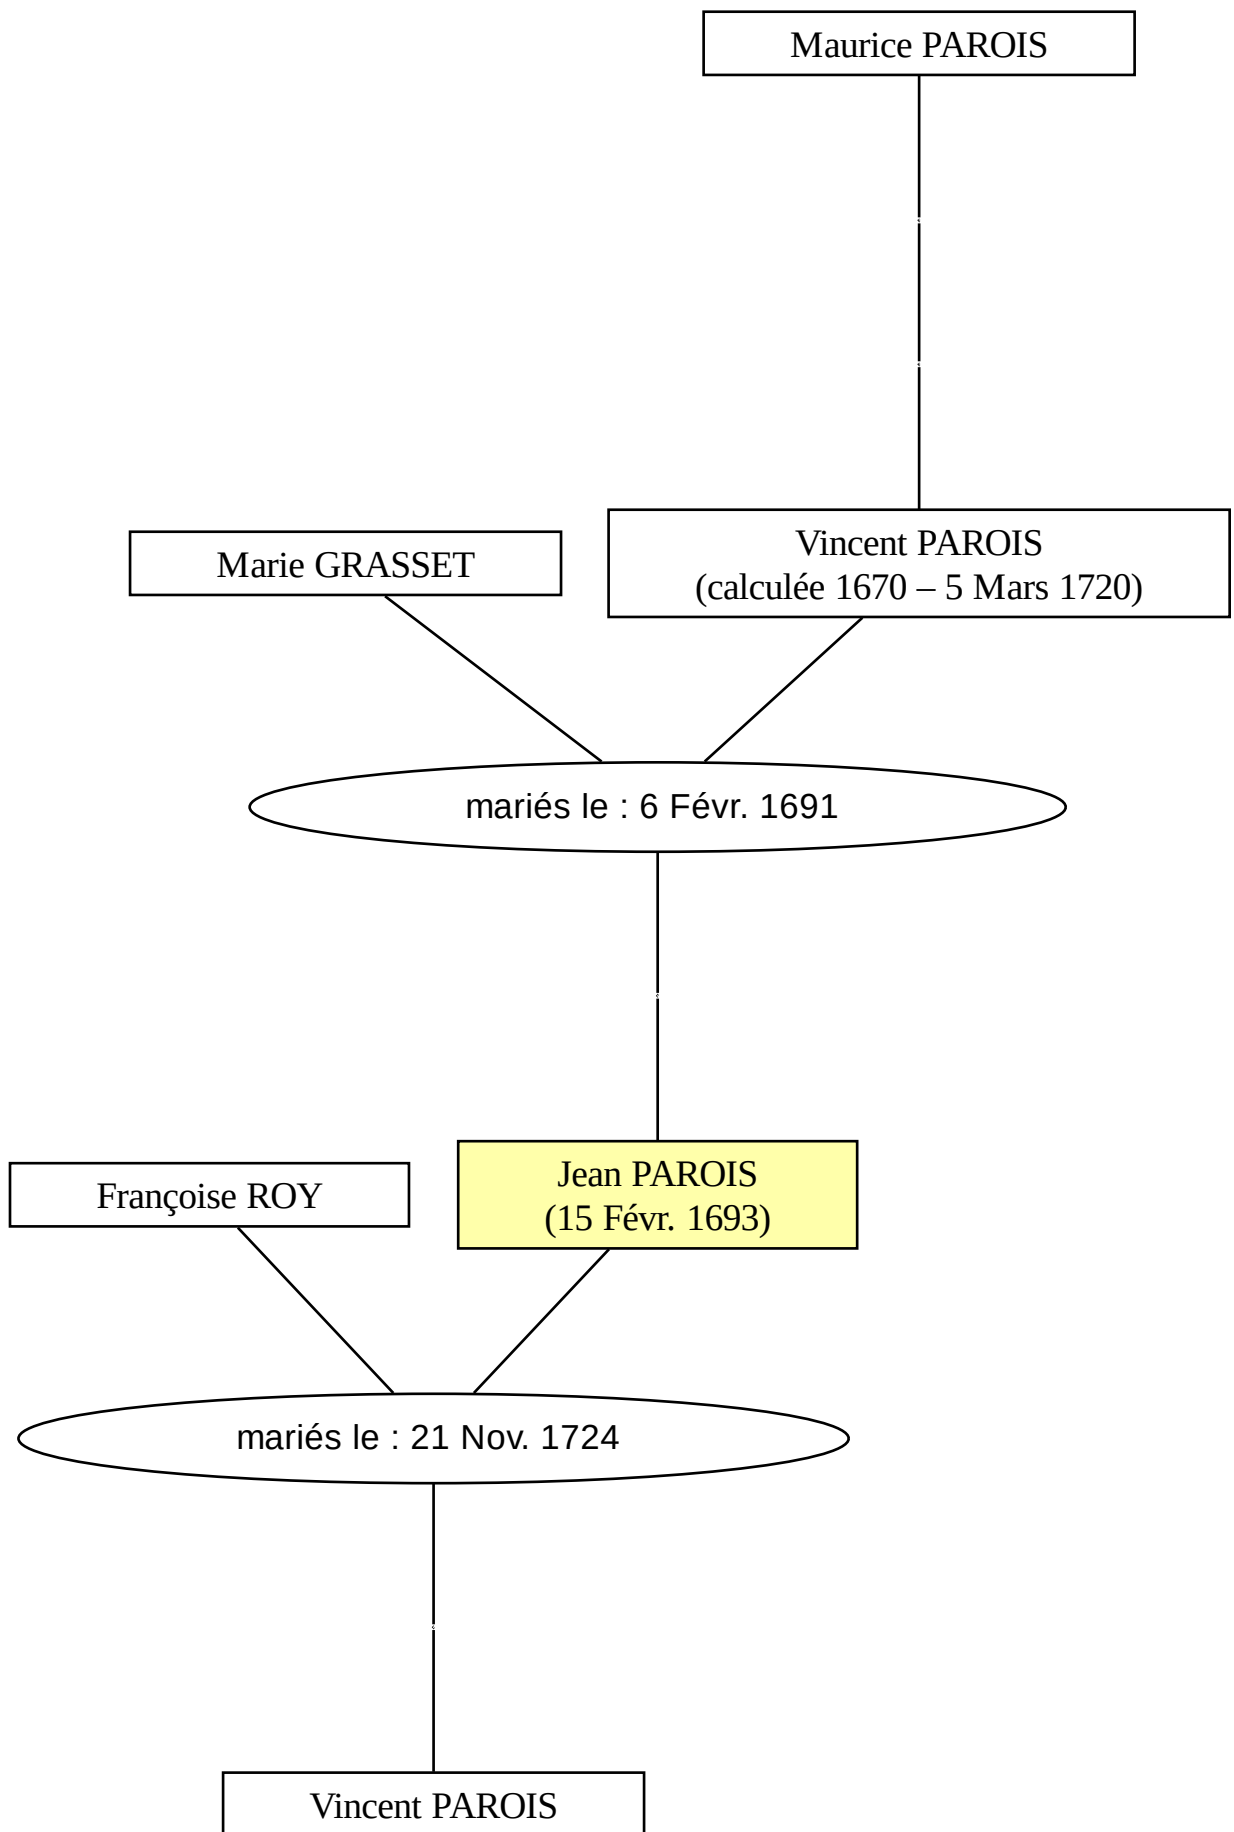 Maurice PAROIS
Marie GRASSET
Vincent PAROIS
(calculée 1670 – 5 Mars 1720)
mariés le : 6 Févr. 1691
Françoise ROY
Jean PAROIS
(15 Févr. 1693)
mariés le : 21 Nov. 1724
Vincent PAROIS